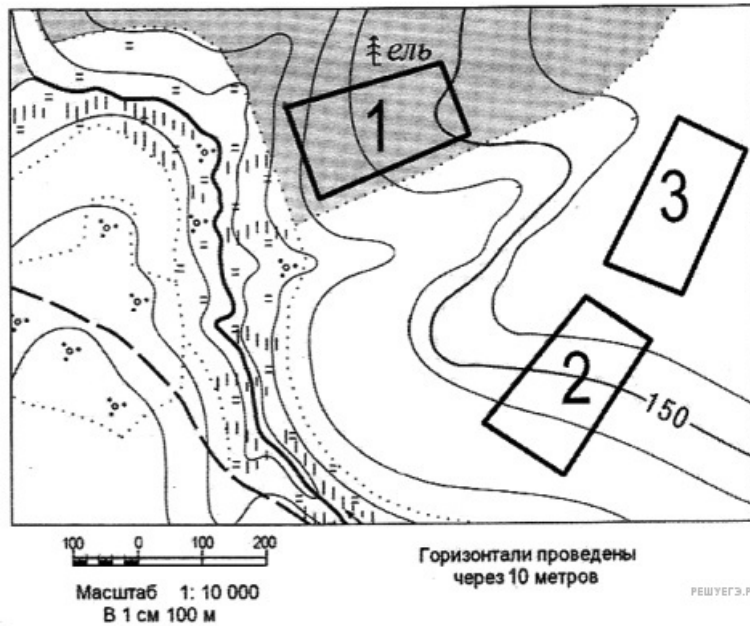 ель
1
3
2
150
100 0 100 200
Масштаб 1: 10 000
В 1 см 100 м
Горизонтали проведены
через 10 метров
РЕШУЕГЭ.Р